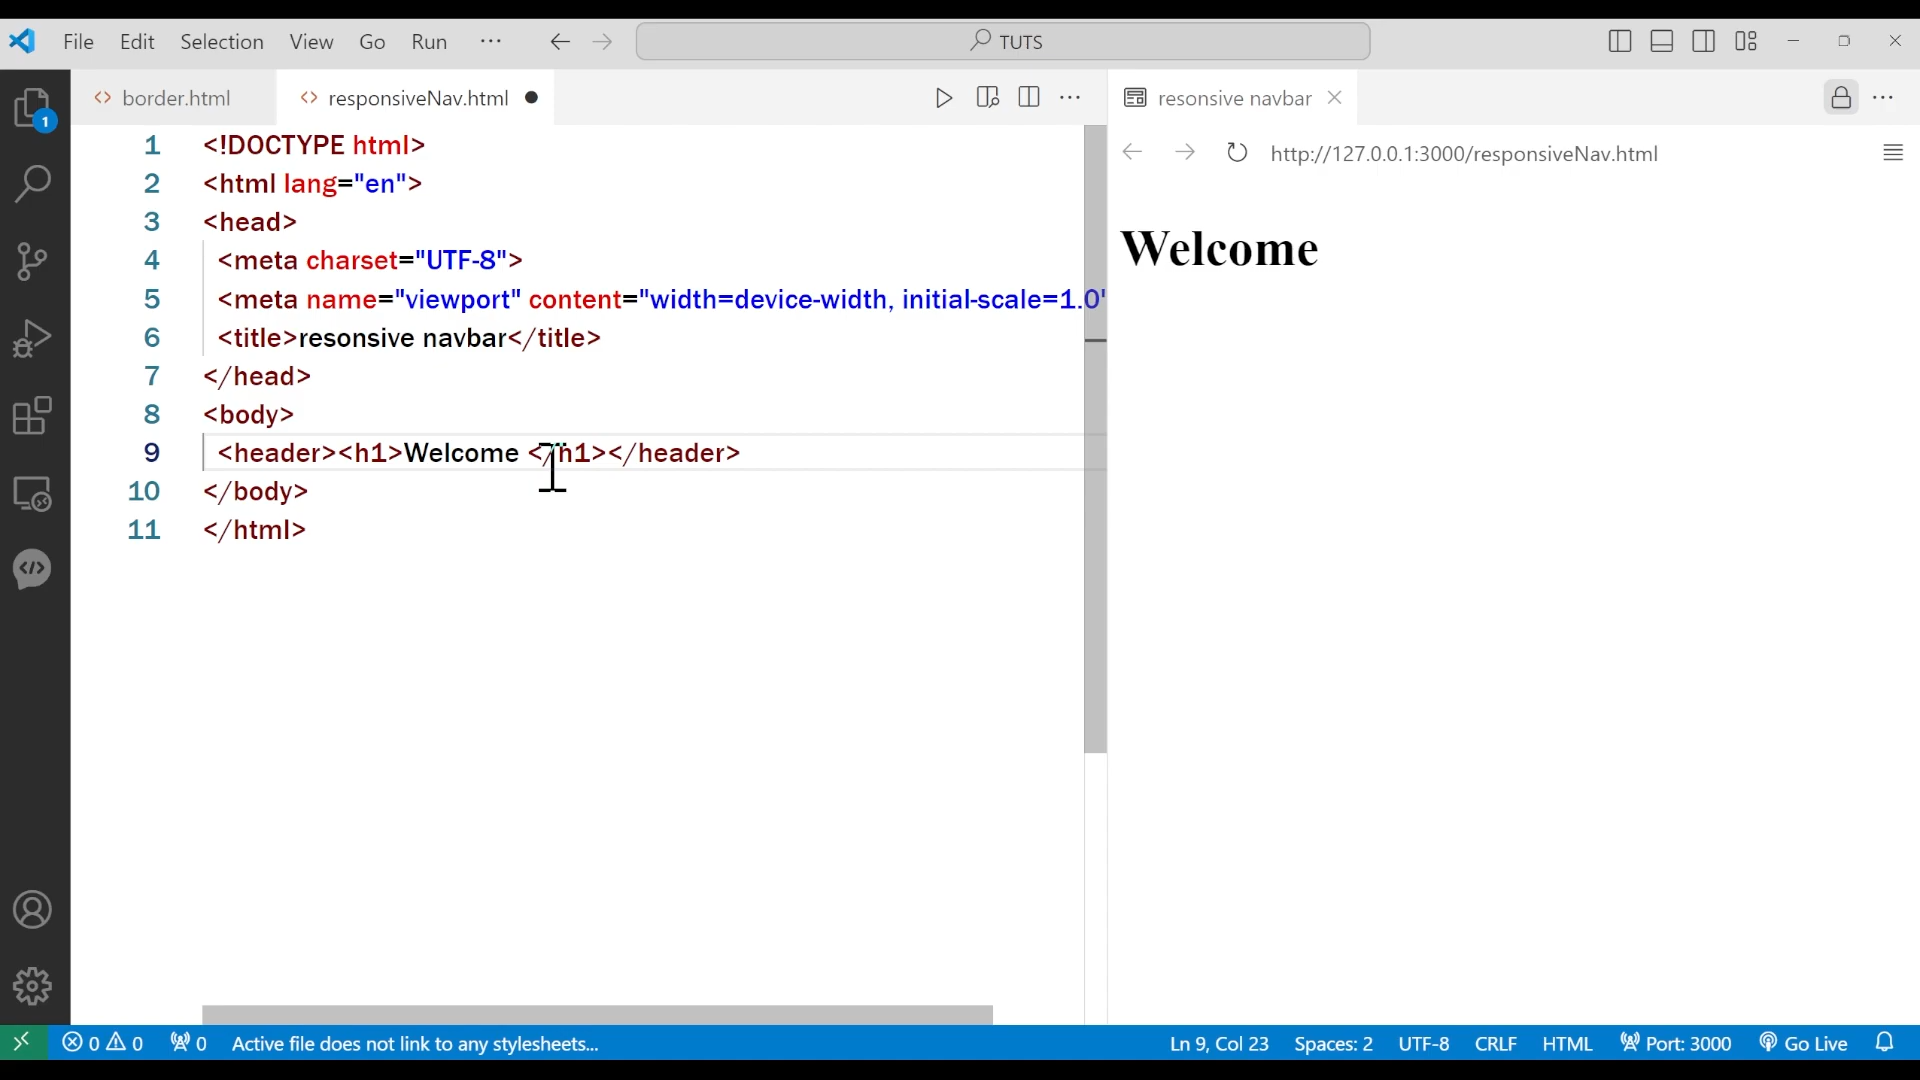 File Edit Selection View Go Run ··· TUTS
border.html responsiveNav.html resonsive navbar
http://127.0.0.1:3000/responsiveNav.html
1 <!DOCTYPE html>
2 <html lang="en">
3 <head>
4 <meta charset="UTF-8">
5 <meta name="viewport" content="width=device-width, initial-scale=1.0"
6 <title>resonsive navbar</title>
7 </head>
8 <body>
9 <header><h1>Welcome </h1></header>
10 </body>
11 </html>
Welcome
1
0 0 0 Active file does not link to any stylesheets... Ln 9, Col 23 Spaces: 2 UTF-8 CRLF HTML Port: 3000 Go Live